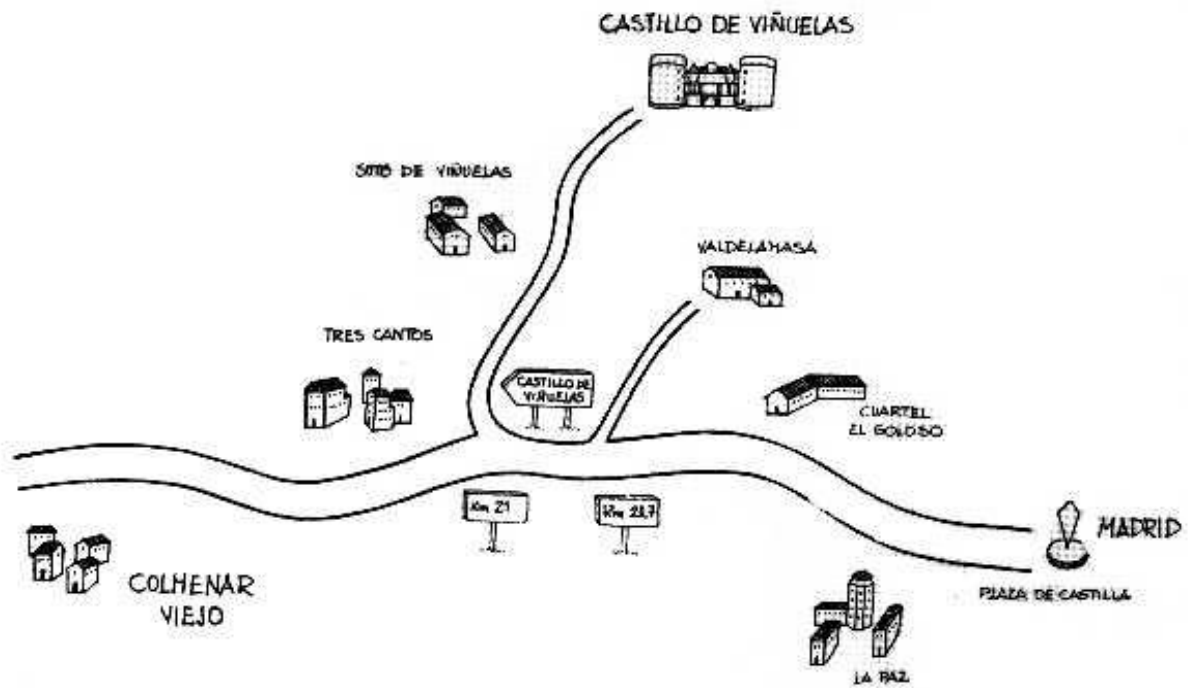 CASTILLO DE VIÑUELAS
SOTO DE VIÑUELAS
VALDELAMASA
TRES CANTOS
CASTILLO DE
VIÑUELAS
CUARTEL
EL GOLOSO
Km 21
MADRID
PLAZA DE CASTILLA
COLHENAR
VIEJO
LA PAZ